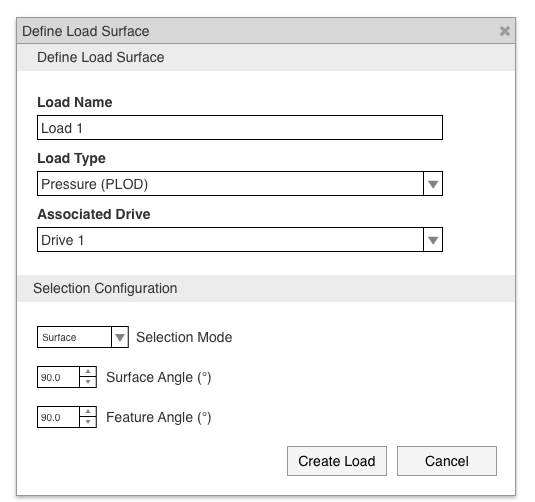 Define Load Surface
Define Load Surface
Load Name
Load 1
Load Type
Pressure (PLOD)
Associated Drive
Drive 1
Selection Configuration
Surface Selection Mode
90.0 Surface Angle (°)
90.0 Feature Angle (°)
Create Load Cancel